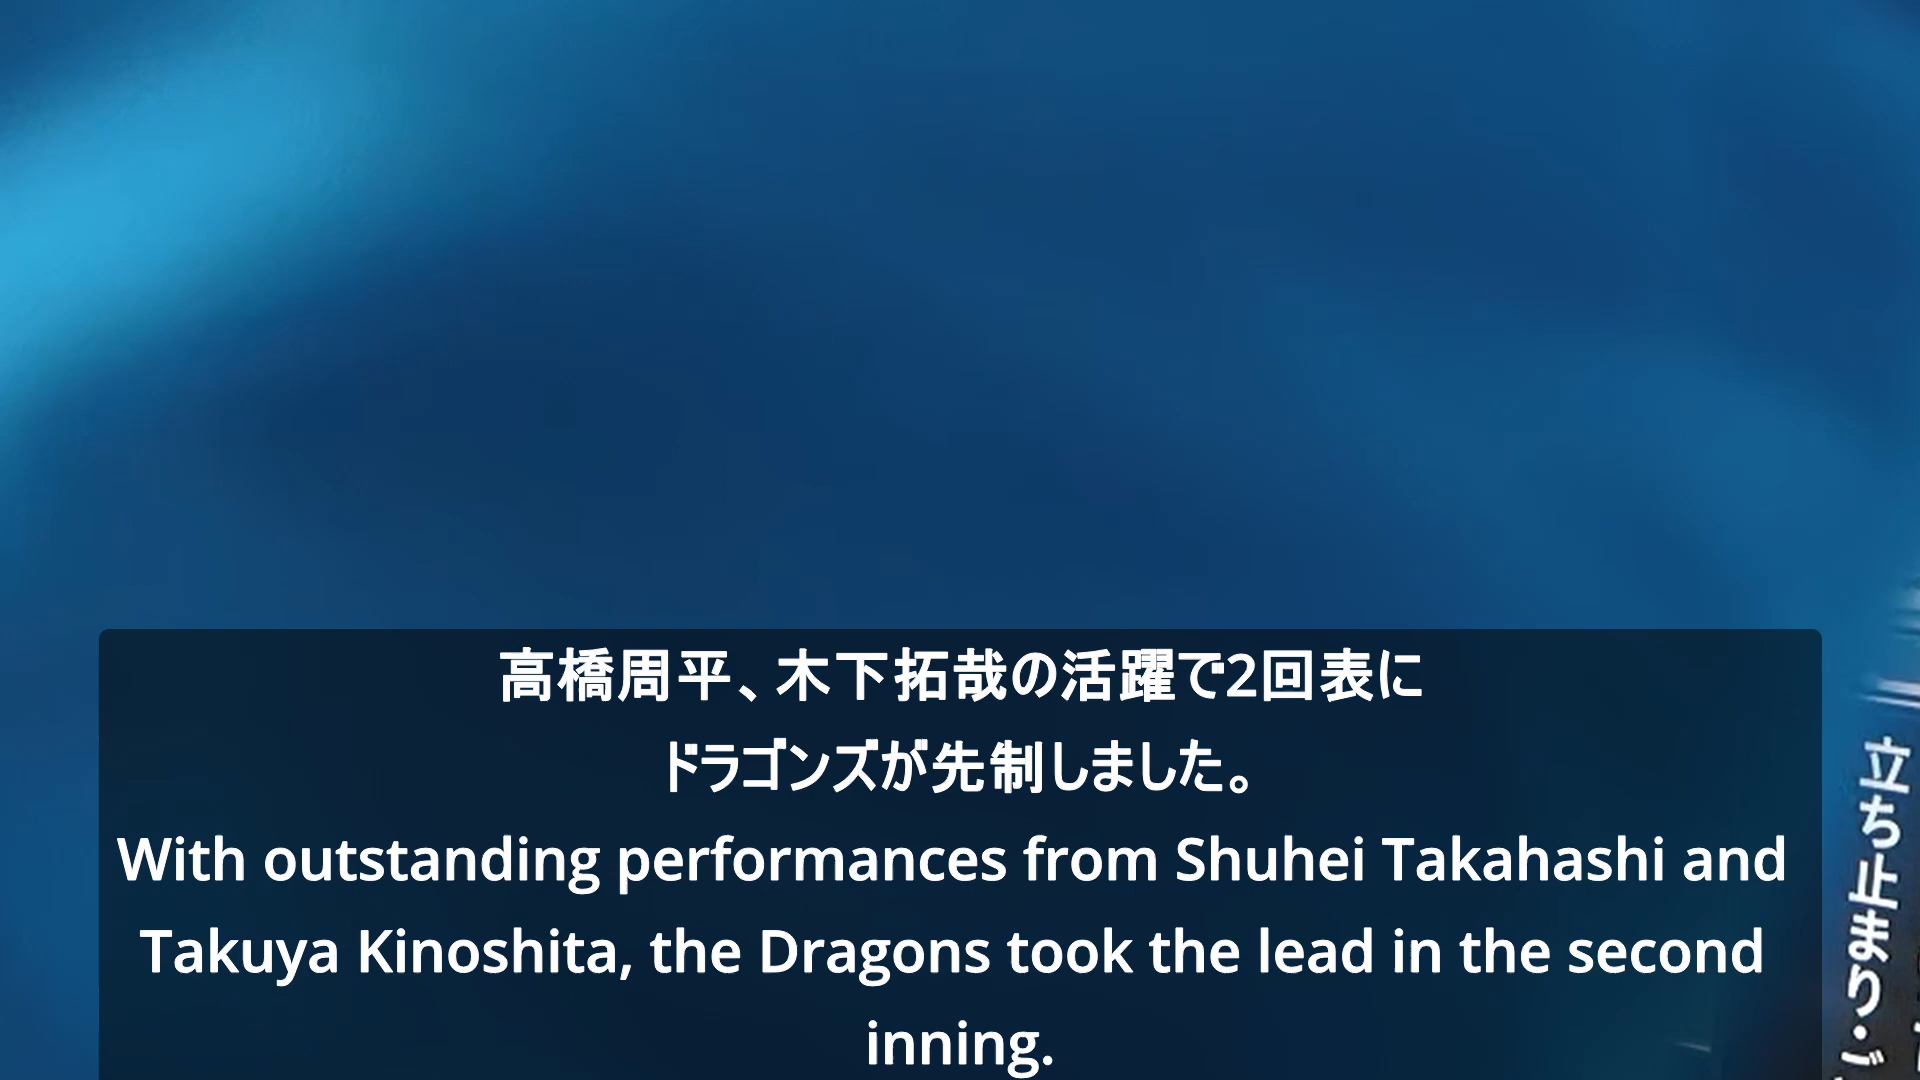 高橋周平、木下拓哉の活躍で2回表に
ドラゴンズが先制しました。
With outstanding performances from Shuhei Takahashi and
Takuya Kinoshita, the Dragons took the lead in the second
inning.
立ち止まり・